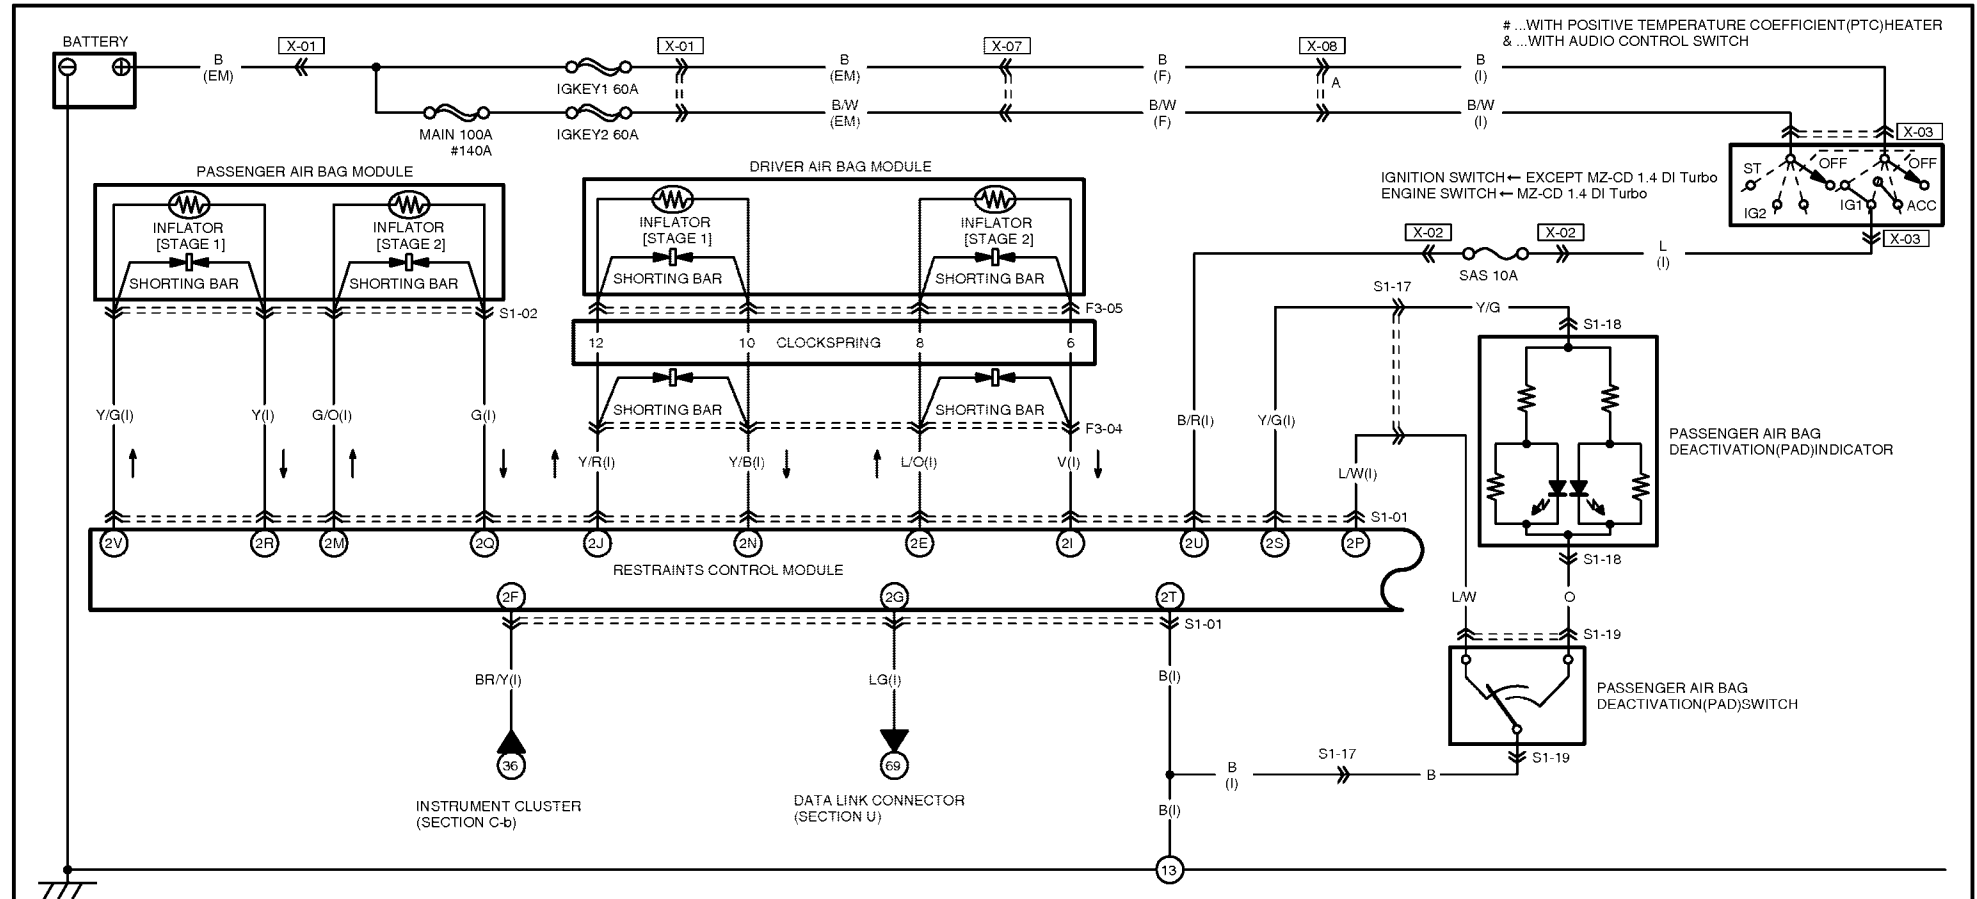 # ...WITH POSITIVE TEMPERATURE COEFFICIENT(PTC)HEATER
& ...WITH AUDIO CONTROL SWITCH
BATTERY
X-01
X-01
X-07
X-08
B
(EM)
IGKEY1 60A
B
(EM)
B
(F)
A
B
(I)
MAIN 100A
#140A
IGKEY2 60A
B/W
(EM)
B/W
(F)
B/W
(I)
X-03
ST
OFF
OFF
IG2
IG1
ACC
X-03
IGNITION SWITCH← EXCEPT MZ-CD 1.4 DI Turbo
ENGINE SWITCH← MZ-CD 1.4 DI Turbo
X-02
X-02
SAS 10A
L
(I)
PASSENGER AIR BAG MODULE
INFLATOR
[STAGE 1]
INFLATOR
[STAGE 2]
SHORTING BAR
SHORTING BAR
S1-02
DRIVER AIR BAG MODULE
INFLATOR
[STAGE 1]
INFLATOR
[STAGE 2]
SHORTING BAR
SHORTING BAR
F3-05
12
10
CLOCKSPRING
8
6
SHORTING BAR
SHORTING BAR
F3-04
S1-17
Y/G
S1-18
PASSENGER AIR BAG
DEACTIVATION(PAD)INDICATOR
S1-18
Y/G(I)
Y(I)
G/O(I)
G(I)
Y/R(I)
Y/B(I)
L/O(I)
V(I)
B/R(I)
Y/G(I)
L/W(I)
S1-01
2V
2R
2M
2Q
2J
2N
2E
2I
2U
2S
2P
RESTRAINTS CONTROL MODULE
2F
2G
2T
S1-01
L/W
O
S1-19
PASSENGER AIR BAG
DEACTIVATION(PAD)SWITCH
S1-19
BR/Y(I)
LG(I)
B(I)
36
69
INSTRUMENT CLUSTER
(SECTION C-b)
DATA LINK CONNECTOR
(SECTION U)
B
(I)
S1-17
B
B(I)
13